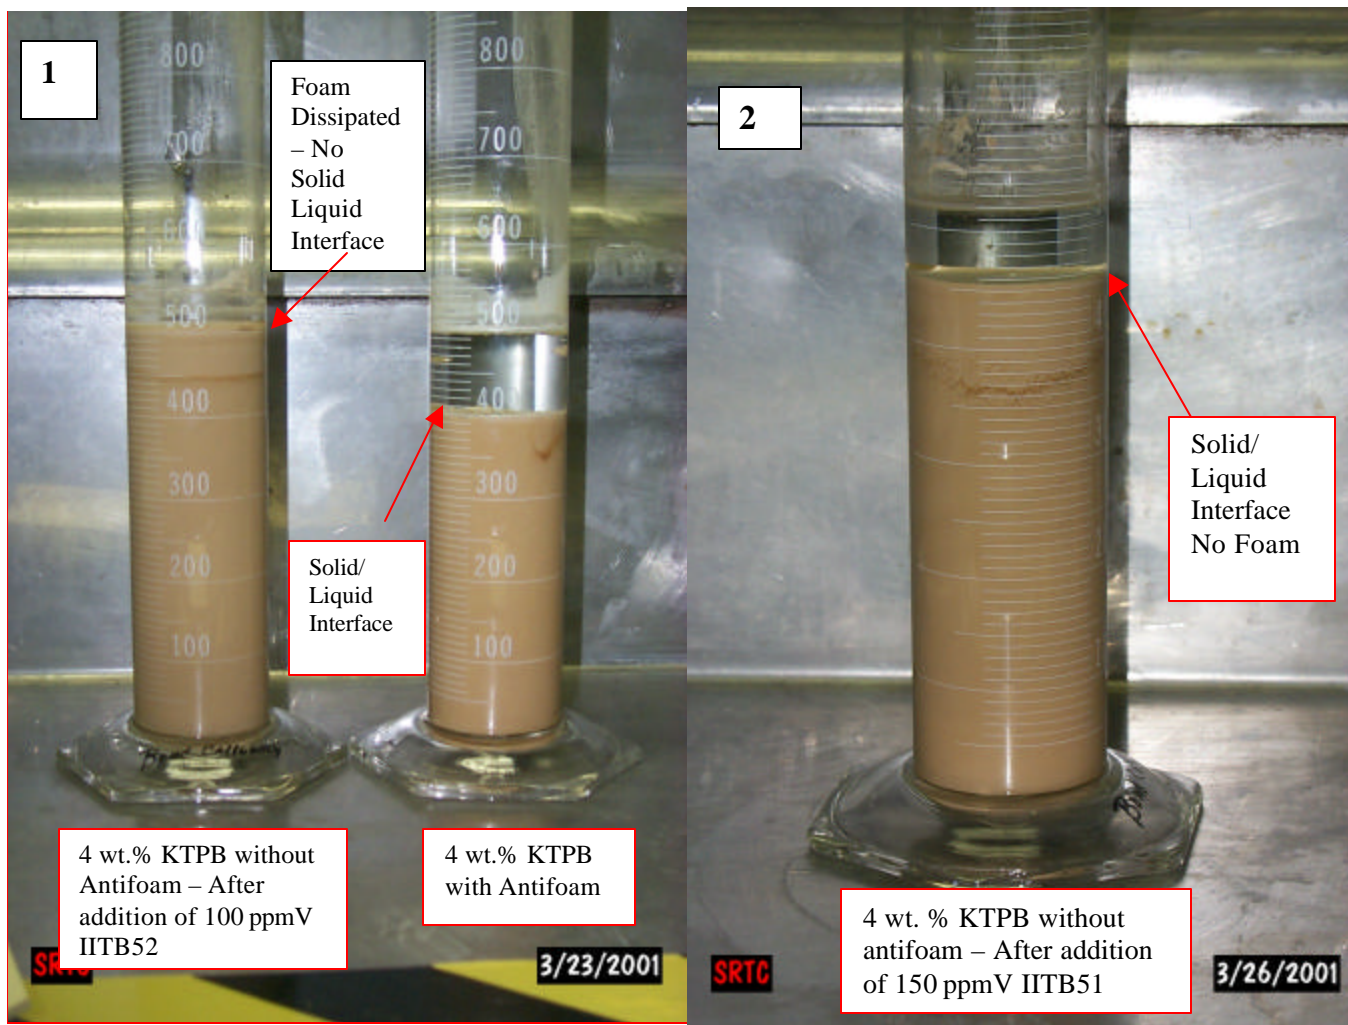 1
800
700
600
500
400
300
200
100
Foam
Dissipated
– No
Solid
Liquid
Interface
800
700
600
500
400
300
200
100
Solid/
Liquid
Interface
4 wt.% KTPB without
Antifoam – After
addition of 100 ppmV
IITB52
4 wt.% KTPB
with Antifoam
3/23/2001
2
Solid/
Liquid
Interface
No Foam
4 wt. % KTPB without
antifoam – After addition
of 150 ppmV IITB51
SRTC
3/26/2001